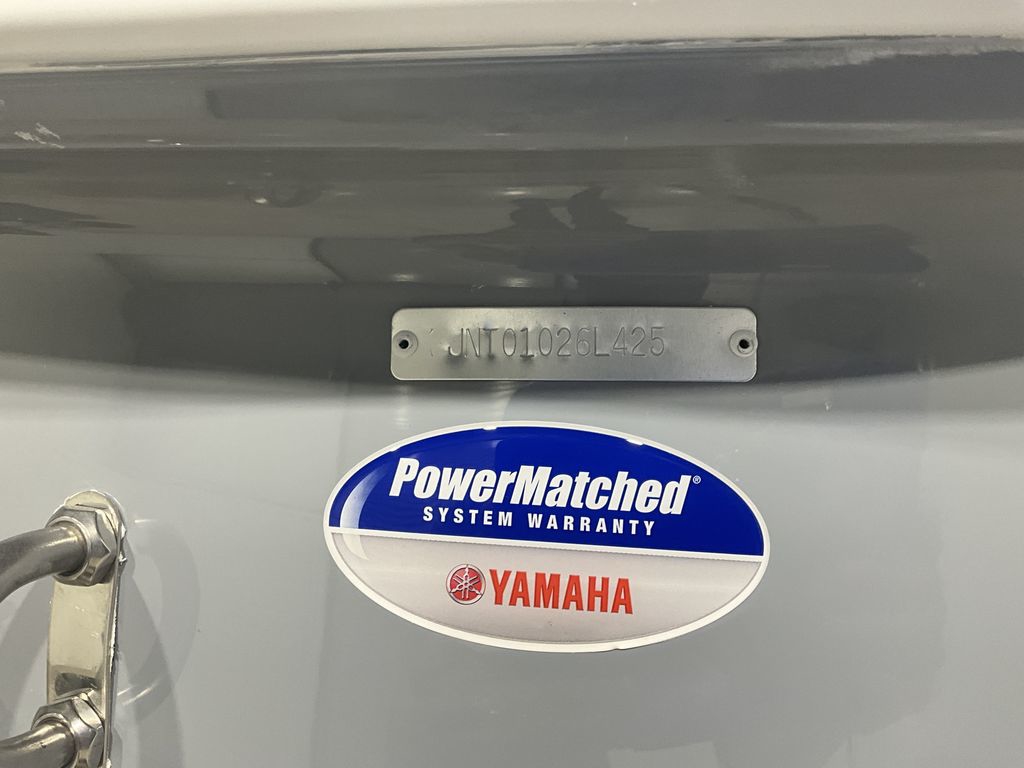 JNT01026L425
PowerMatched®
SYSTEM WARRANTY
YAMAHA